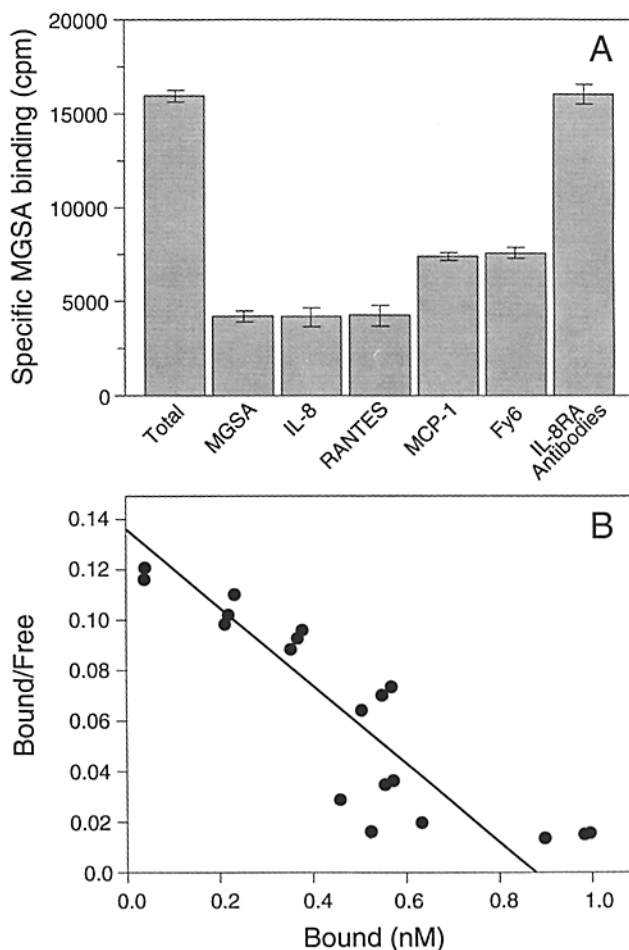 A
Specific MGSA binding (cpm)
20000
15000
10000
5000
0
Total
MGSA
IL-8
RANTES
MCP-1
Fy6
IL-8RA
Antibodies
B
Bound/Free
0.14
0.12
0.10
0.08
0.06
0.04
0.02
0.0
0.0 0.2 0.4 0.6 0.8 1.0
Bound (nM)